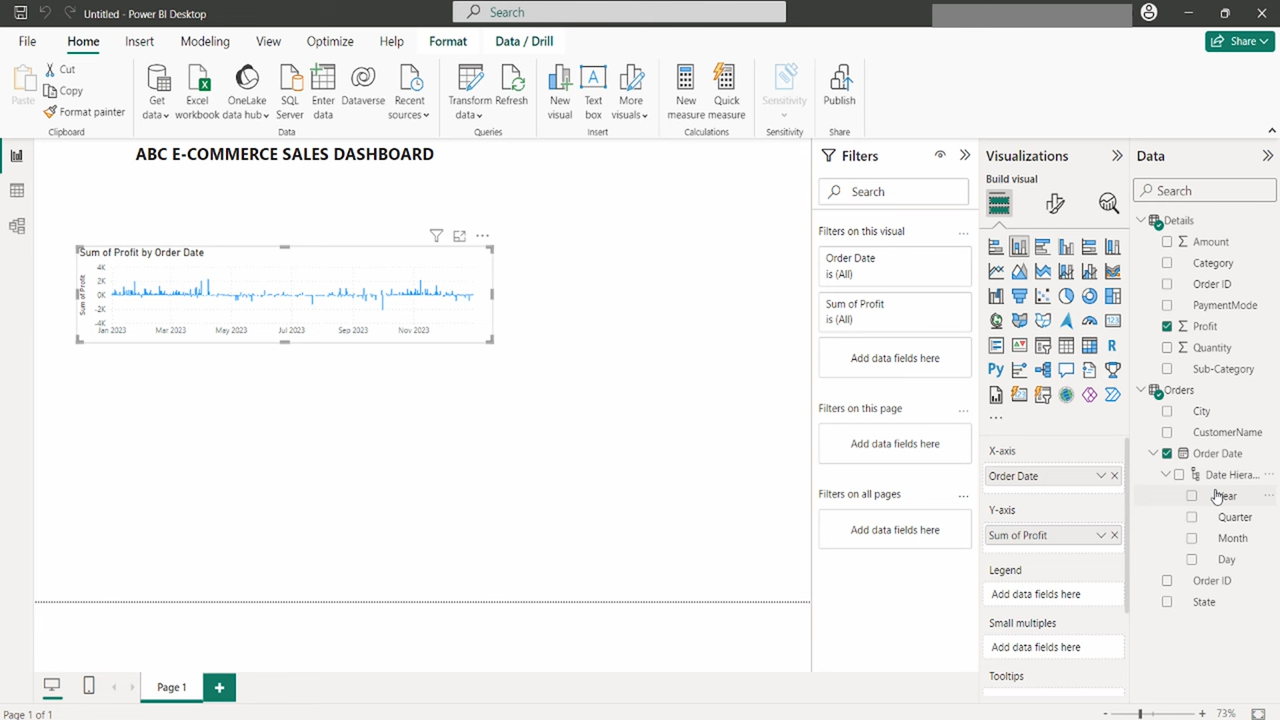 Untitled - Power BI Desktop
Search
File
Home
Insert
Modeling
View
Optimize
Help
Format
Data / Drill
Share
Paste
Cut
Copy
Format painter
Clipboard
Get data
Excel workbook
OneLake data hub
SQL Server
Enter data
Dataverse
Recent sources
Data
Transform data
Refresh
Queries
New visual
Text box
More visuals
Insert
New measure
Quick measure
Calculations
Sensitivity
Sensitivity
Publish
Share
ABC E-COMMERCE SALES DASHBOARD
Sum of Profit by Order Date
Sum of Profit
4K
2K
0K
-2K
-4K
Jan 2023
Mar 2023
May 2023
Jul 2023
Sep 2023
Nov 2023
Filters
Search
Filters on this visual
Order Date
is (All)
Sum of Profit
is (All)
Add data fields here
Filters on this page
Add data fields here
Filters on all pages
Add data fields here
Visualizations
Build visual
123
R
Py
X-axis
Order Date
Y-axis
Sum of Profit
Legend
Add data fields here
Small multiples
Add data fields here
Tooltips
Data
Search
Details
Amount
Category
Order ID
PaymentMode
Profit
Quantity
Sub-Category
Orders
City
CustomerName
Order Date
Date Hiera...
Year
Quarter
Month
Day
Order ID
State
Page 1
Page 1 of 1
73%